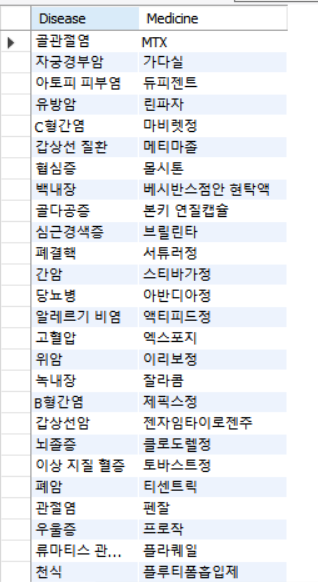 Disease Medicine
골관절염 MTX
자궁경부암 가다실
아토피 피부염 듀피젠트
유방암 린파자
C형간염 마비렛정
갑상선 질환 메티마졸
협심증 몰시톤
백내장 베시반스점안 현탁액
골다공증 본키 연질캡슐
심근경색증 브릴린타
폐결핵 서튜러정
간암 스티바가정
당뇨병 아반디아정
알레르기 비염 액티피드정
고혈압 엑스포지
위암 이리보정
녹내장 잘라콤
B형간염 제픽스정
갑상선암 젠자임타이로젠주
뇌졸증 클로도렐정
이상 지질 혈증 토바스트정
폐암 티센트릭
관절염 펜잘
우울증 프로작
류마티스 관... 플라퀘일
천식 플루티폼흡입제